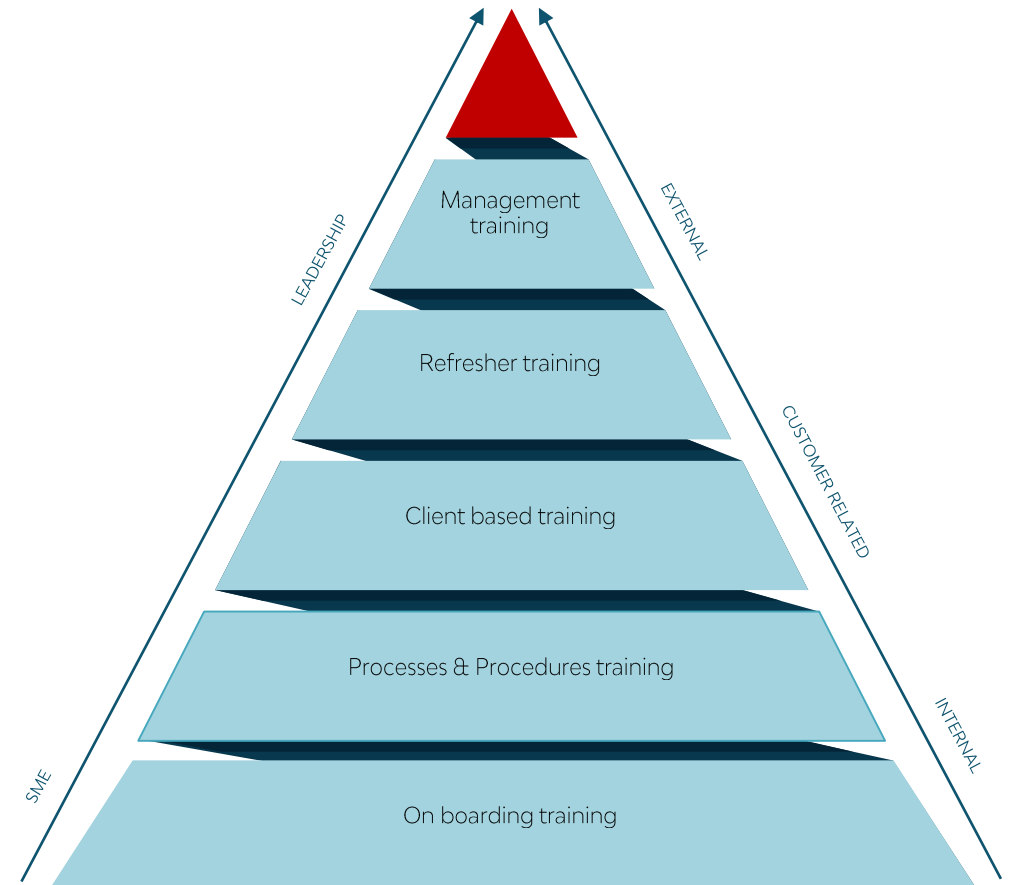 Management
training
EXTERNAL
LEADERSHIP
Refresher training
CUSTOMER RELATED
Client based training
Processes & Procedures training
INTERNAL
SME
On boarding training